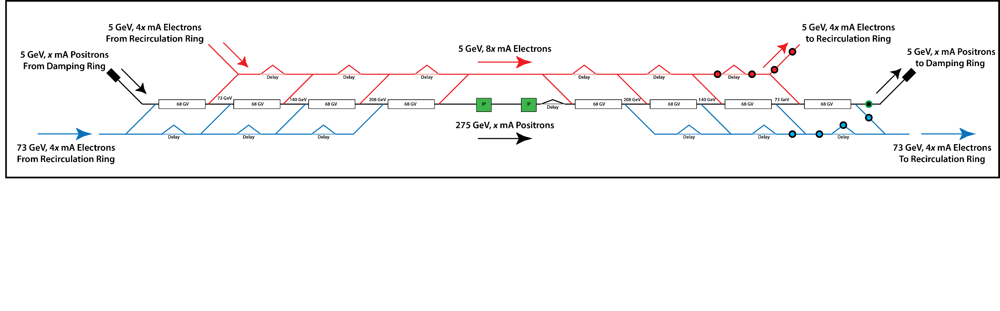 5 GeV, 4x mA Electrons
From Recirculation Ring
5 GeV, x mA Positrons
From Damping Ring
5 GeV, 8x mA Electrons
5 GeV, 4x mA Electrons
to Recirculation Ring
5 GeV, x mA Positrons
to Damping Ring
Delay
Delay
Delay
Delay
Delay
Delay
73 GeV
140 GeV
208 GeV
208 GeV
140 GeV
73 GeV
68 GV
68 GV
68 GV
68 GV
IP
IP
Delay
68 GV
68 GV
68 GV
68 GV
275 GeV, x mA Positrons
Delay
Delay
Delay
Delay
Delay
Delay
73 GeV, 4x mA Electrons
From Recirculation Ring
73 GeV, 4x mA Electrons
To Recirculation Ring